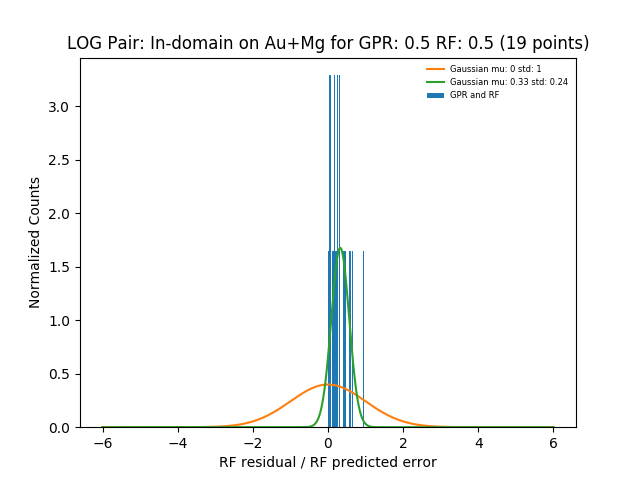 LOG Pair: In-domain on Au+Mg for GPR: 0.5 RF: 0.5 (19 points)
Gaussian mu: 0 std: 1
Gaussian mu: 0.33 std: 0.24
GPR and RF
Normalized Counts
3.0
2.5
2.0
1.5
1.0
0.5
0.0
−6 −4 −2 0 2 4 6
RF residual / RF predicted error